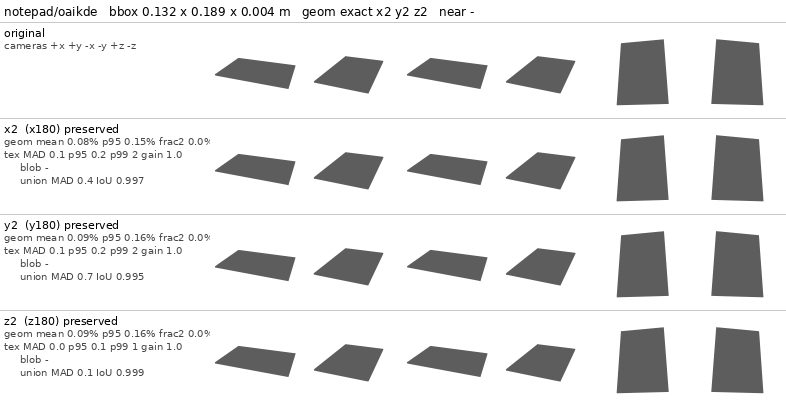 notepad/oaikde bbox 0.132 x 0.189 x 0.004 m geom exact x2 y2 z2 near -
original
cameras +x +y -x -y +z -z
x2 (x180) preserved
geom mean 0.08% p95 0.15% frac2 0.0%
tex MAD 0.1 p95 0.2 p99 2 gain 1.0
blob -
union MAD 0.4 IoU 0.997
y2 (y180) preserved
geom mean 0.09% p95 0.16% frac2 0.0%
tex MAD 0.1 p95 0.2 p99 2 gain 1.0
blob -
union MAD 0.7 IoU 0.995
z2 (z180) preserved
geom mean 0.09% p95 0.16% frac2 0.0%
tex MAD 0.0 p95 0.1 p99 1 gain 1.0
blob -
union MAD 0.1 IoU 0.999